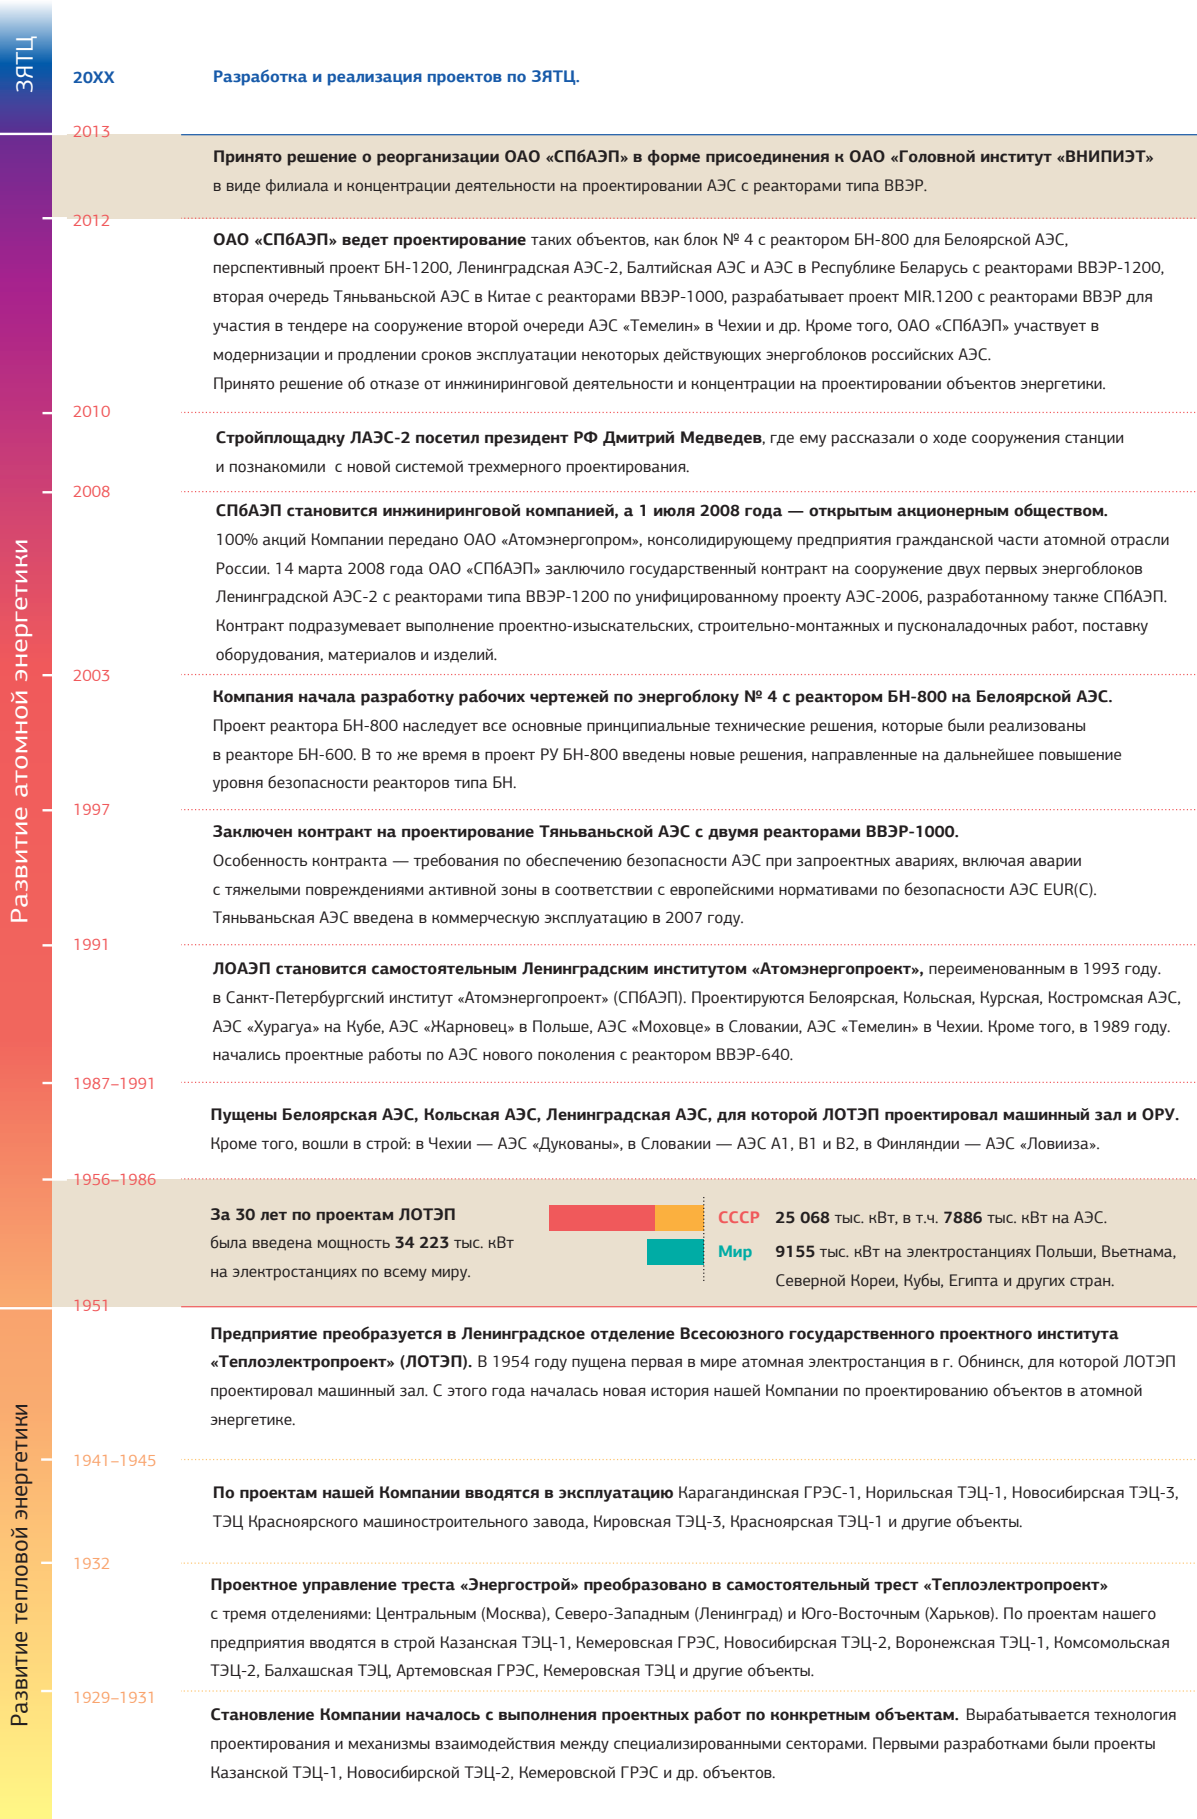 ЗЯТЦ
20XX
Разработка и реализация проектов по ЗЯТЦ.
2013
Принято решение о реорганизации ОАО «СПбАЭП» в форме присоединения к ОАО «Головной институт «ВНИПИЭТ»
в виде филиала и концентрации деятельности на проектировании АЭС с реакторами типа ВВЭР.
2012
ОАО «СПбАЭП» ведет проектирование таких объектов, как блок № 4 с реактором БН-800 для Белоярской АЭС,
перспективный проект БН-1200, Ленинградская АЭС-2, Балтийская АЭС и АЭС в Республике Беларусь с реакторами ВВЭР-1200,
вторая очередь Тяньваньской АЭС в Китае с реакторами ВВЭР-1000, разрабатывает проект MIR.1200 с реакторами ВВЭР для
участия в тендере на сооружение второй очереди АЭС «Темелин» в Чехии и др. Кроме того, ОАО «СПбАЭП» участвует в
модернизации и продлении сроков эксплуатации некоторых действующих энергоблоков российских АЭС.
Принято решение об отказе от инжиниринговой деятельности и концентрации на проектировании объектов энергетики.
2010
Стройплощадку ЛАЭС-2 посетил президент РФ Дмитрий Медведев, где ему рассказали о ходе сооружения станции
и познакомили с новой системой трехмерного проектирования.
2008
СПбАЭП становится инжиниринговой компанией, а 1 июля 2008 года — открытым акционерным обществом.
100% акций Компании передано ОАО «Атомэнергопром», консолидирующему предприятия гражданской части атомной отрасли
России. 14 марта 2008 года ОАО «СПбАЭП» заключило государственный контракт на сооружение двух первых энергоблоков
Ленинградской АЭС-2 с реакторами типа ВВЭР-1200 по унифицированному проекту АЭС-2006, разработанному также СПбАЭП.
Контракт подразумевает выполнение проектно-изыскательских, строительно-монтажных и пусконаладочных работ, поставку
оборудования, материалов и изделий.
Развитие атомной энергетики
2003
Компания начала разработку рабочих чертежей по энергоблоку № 4 с реактором БН-800 на Белоярской АЭС.
Проект реактора БН-800 наследует все основные принципиальные технические решения, которые были реализованы
в реакторе БН-600. В то же время в проект РУ БН-800 введены новые решения, направленные на дальнейшее повышение
уровня безопасности реакторов типа БН.
1997
Заключен контракт на проектирование Тяньваньской АЭС с двумя реакторами ВВЭР-1000.
Особенность контракта — требования по обеспечению безопасности АЭС при запроектных авариях, включая аварии
с тяжелыми повреждениями активной зоны в соответствии с европейскими нормативами по безопасности АЭС EUR(C).
Тяньваньская АЭС введена в коммерческую эксплуатацию в 2007 году.
1991
ЛОАЭП становится самостоятельным Ленинградским институтом «Атомэнергопроект», переименованным в 1993 году.
в Санкт-Петербургский институт «Атомэнергопроект» (СПбАЭП). Проектируются Белоярская, Кольская, Курская, Костромская АЭС,
АЭС «Хурагуа» на Кубе, АЭС «Жарновец» в Польше, АЭС «Моховце» в Словакии, АЭС «Темелин» в Чехии. Кроме того, в 1989 году.
начались проектные работы по АЭС нового поколения с реактором ВВЭР-640.
1987–1991
Пущены Белоярская АЭС, Кольская АЭС, Ленинградская АЭС, для которой ЛОТЭП проектировал машинный зал и ОРУ.
Кроме того, вошли в строй: в Чехии — АЭС «Дукованы», в Словакии — АЭС А1, В1 и В2, в Финляндии — АЭС «Ловииза».
1956–1986
За 30 лет по проектам ЛОТЭП
была введена мощность 34 223 тыс. кВт
на электростанциях по всему миру.
СССР 25 068 тыс. кВт, в т.ч. 7886 тыс. кВт на АЭС.
Мир 9155 тыс. кВт на электростанциях Польши, Вьетнама,
Северной Кореи, Кубы, Египта и других стран.
1951
Предприятие преобразуется в Ленинградское отделение Всесоюзного государственного проектного института
«Теплоэлектропроект» (ЛОТЭП). В 1954 году пущена первая в мире атомная электростанция в г. Обнинск, для которой ЛОТЭП
проектировал машинный зал. С этого года началась новая история нашей Компании по проектированию объектов в атомной
энергетике.
1941–1945
По проектам нашей Компании вводятся в эксплуатацию Карагандинская ГРЭС-1, Норильская ТЭЦ-1, Новосибирская ТЭЦ-3,
ТЭЦ Красноярского машиностроительного завода, Кировская ТЭЦ-3, Красноярская ТЭЦ-1 и другие объекты.
Развитие тепловой энергетики
1932
Проектное управление треста «Энергострой» преобразовано в самостоятельный трест «Теплоэлектропроект»
с тремя отделениями: Центральным (Москва), Северо-Западным (Ленинград) и Юго-Восточным (Харьков). По проектам нашего
предприятия вводятся в строй Казанская ТЭЦ-1, Кемеровская ГРЭС, Новосибирская ТЭЦ-2, Воронежская ТЭЦ-1, Комсомольская
ТЭЦ-2, Балхашская ТЭЦ, Артемовская ГРЭС, Кемеровская ТЭЦ и другие объекты.
1929–1931
Становление Компании началось с выполнения проектных работ по конкретным объектам. Вырабатывается технология
проектирования и механизмы взаимодействия между специализированными секторами. Первыми разработками были проекты
Казанской ТЭЦ-1, Новосибирской ТЭЦ-2, Кемеровской ГРЭС и др. объектов.